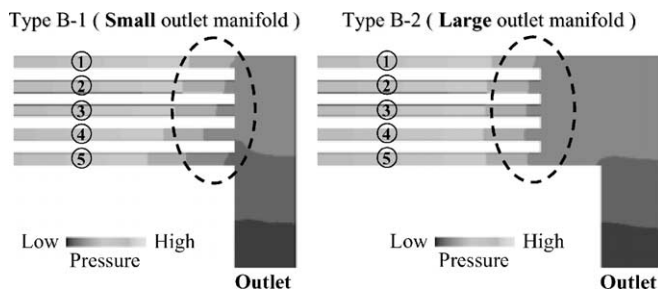 Type B-1 ( Small outlet manifold )
1
2
3
4
5
Low High
Pressure
Outlet
Type B-2 ( Large outlet manifold )
1
2
3
4
5
Low High
Pressure
Outlet